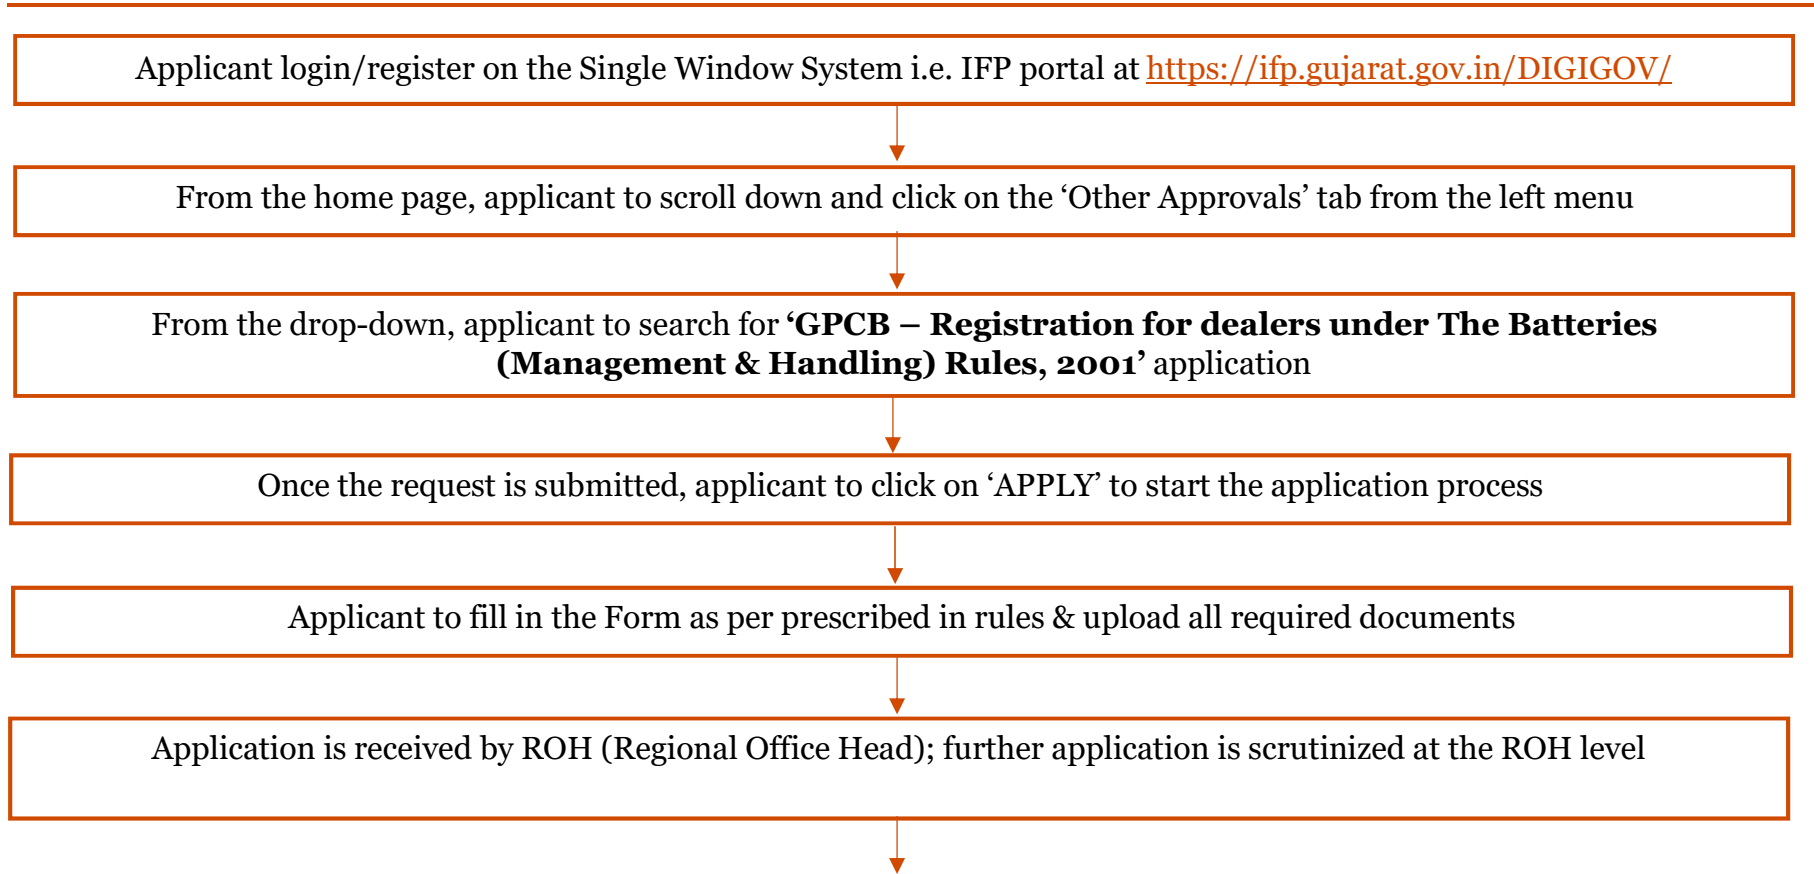 Applicant login/register on the Single Window System i.e. IFP portal at https://ifp.gujarat.gov.in/DIGIGOV/
From the home page, applicant to scroll down and click on the ‘Other Approvals’ tab from the left menu
From the drop-down, applicant to search for ‘GPCB – Registration for dealers under The Batteries
(Management & Handling) Rules, 2001’ application
Once the request is submitted, applicant to click on ‘APPLY’ to start the application process
Applicant to fill in the Form as per prescribed in rules & upload all required documents
Application is received by ROH (Regional Office Head); further application is scrutinized at the ROH level